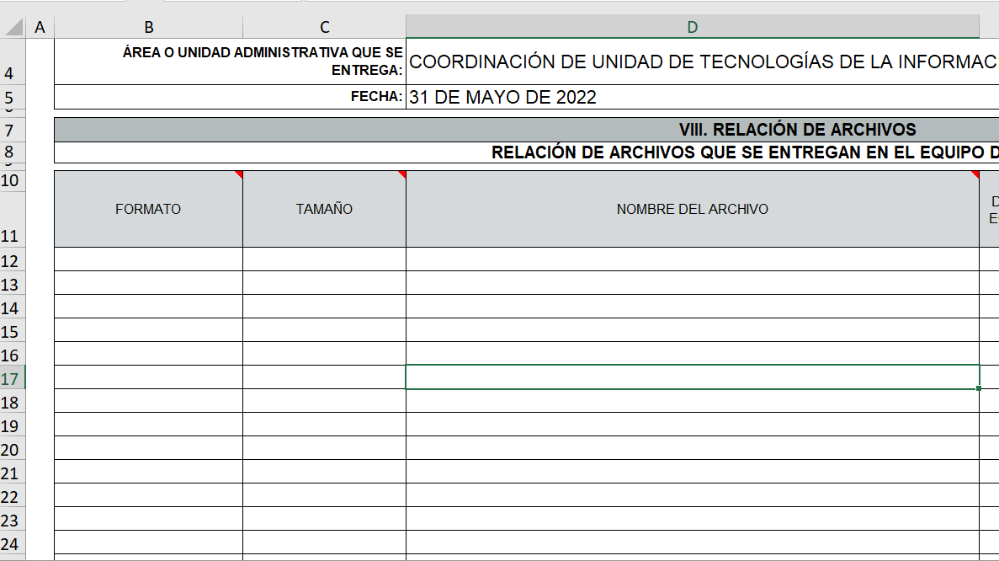 A B C D
4 ÁREA O UNIDAD ADMINISTRATIVA QUE SE
ENTREGA: COORDINACIÓN DE UNIDAD DE TECNOLOGÍAS DE LA INFORMAC
5 FECHA: 31 DE MAYO DE 2022
7 VIII. RELACIÓN DE ARCHIVOS
8 RELACIÓN DE ARCHIVOS QUE SE ENTREGAN EN EL EQUIPO D
10
FORMATO TAMAÑO NOMBRE DEL ARCHIVO
11
12
13
14
15
16
17
18
19
20
21
22
23
24